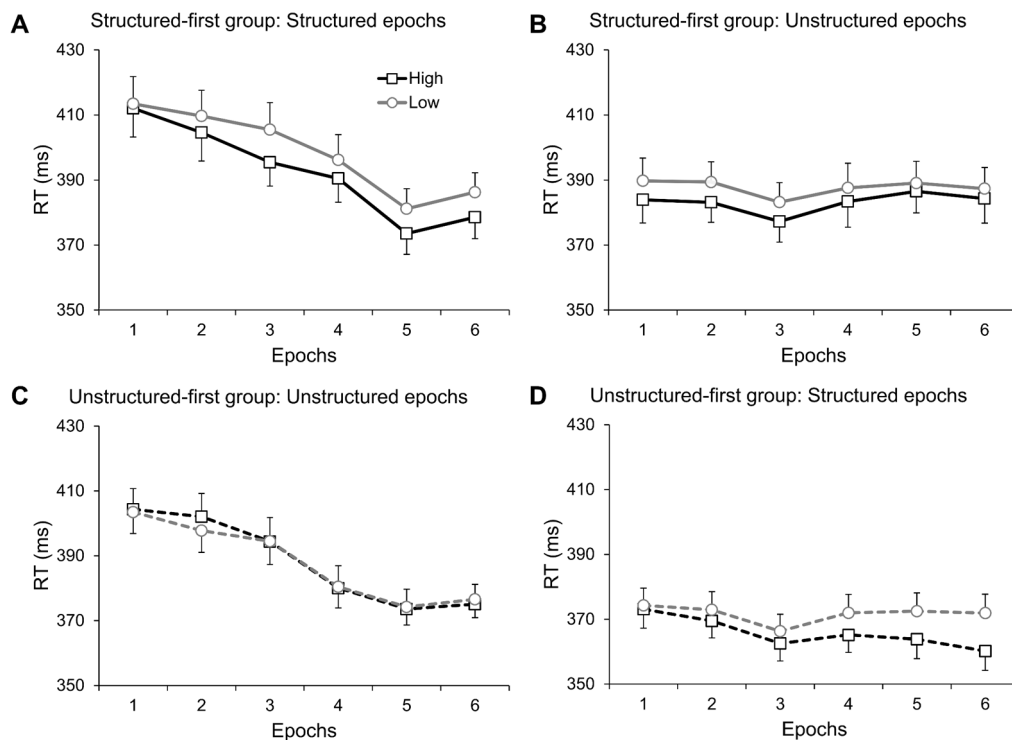 A
Structured-first group: Structured epochs
430
410
390
370
350
RT (ms)
High
Low
1 2 3 4 5 6
Epochs
B
Structured-first group: Unstructured epochs
430
410
390
370
350
RT (ms)
1 2 3 4 5 6
Epochs
C
Unstructured-first group: Unstructured epochs
430
410
390
370
350
RT (ms)
1 2 3 4 5 6
Epochs
D
Unstructured-first group: Structured epochs
430
410
390
370
350
RT (ms)
1 2 3 4 5 6
Epochs